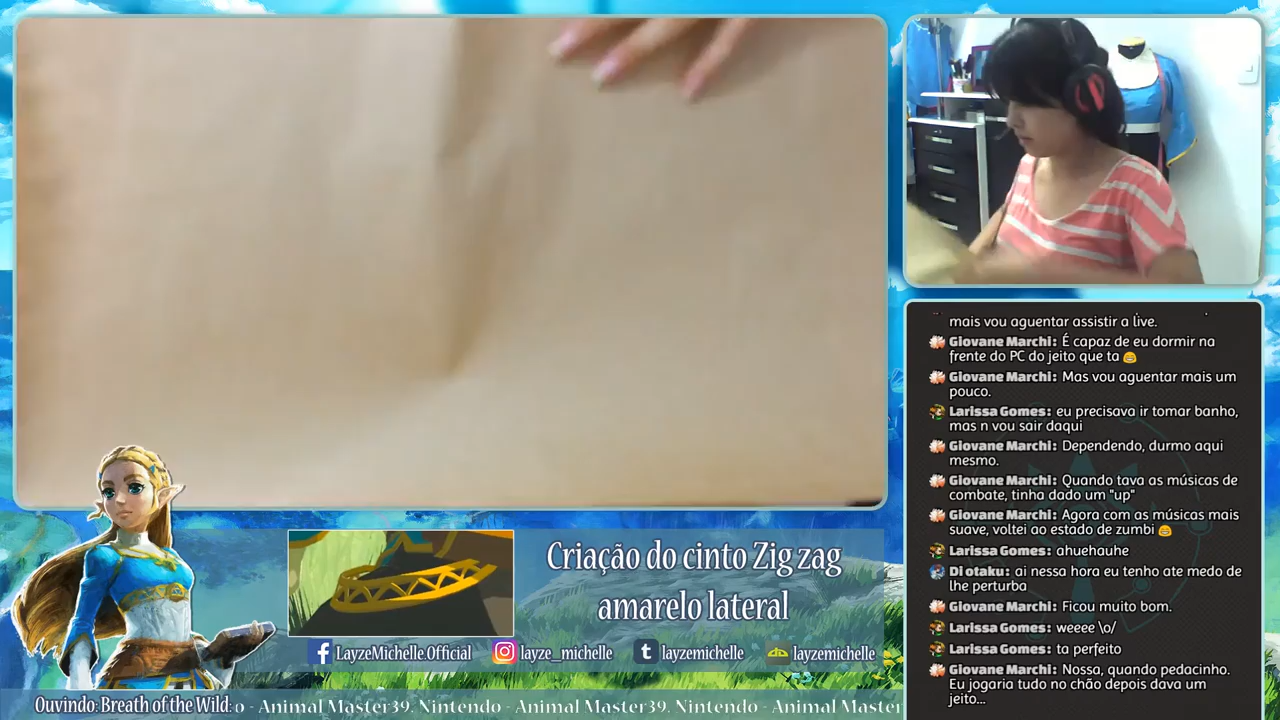 mais vou aguentar assistir a live.
Giovane Marchi: É capaz de eu dormir na
frente do PC do jeito que ta
Giovane Marchi: Mas vou aguentar mais um
pouco.
Larissa Gomes: eu precisava ir tomar banho,
mas n vou sair daqui
Giovane Marchi: Dependendo, durmo aqui
mesmo.
Giovane Marchi: Quando tava as músicas de
combate, tinha dado um "up"
Giovane Marchi: Agora com as músicas mais
suave, voltei ao estado de zumbi
Larissa Gomes: ahuehauhe
Di otaku: ai nessa hora eu tenho ate medo de
lhe perturba
Giovane Marchi: Ficou muito bom.
Larissa Gomes: weeee \o/
Larissa Gomes: ta perfeito
Giovane Marchi: Nossa, quando pedacinho.
Eu jogaria tudo no chão depois dava um
jeito...
Criação do cinto Zig zag
amarelo lateral
LayzeMichelle.Official layze_michelle layzemichelle layzemichelle
Ouvindo: Breath of the Wild: o - Animal Master39. Nintendo - Animal Master39. Nintendo - Animal Master